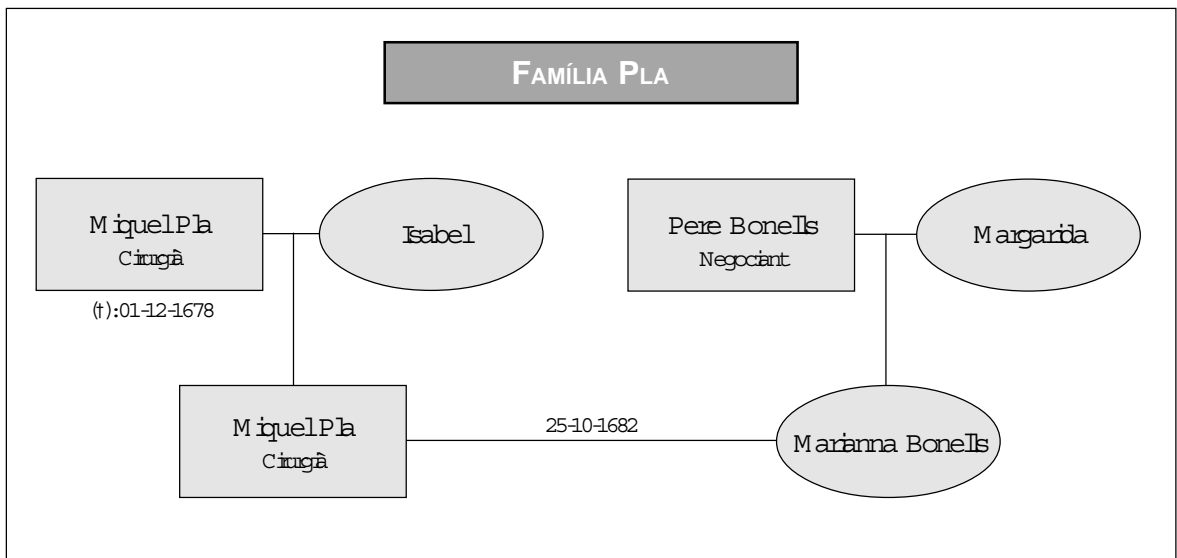 FAMÍLIA PLA
Miquel Pla
Cirurgià
(†):01-12-1678
Isabel
Pere Bonells
Negociant
Margarida
Miquel Pla
Cirurgià
25-10-1682
Marianna Bonells